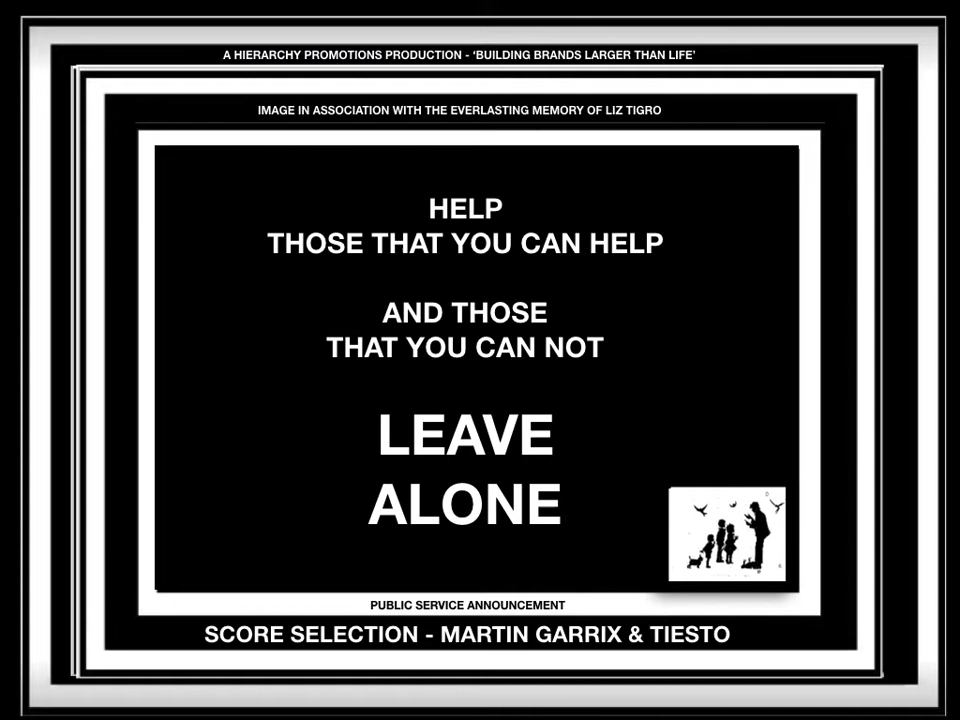 A HIERARCHY PROMOTIONS PRODUCTION - ‘BUILDING BRANDS LARGER THAN LIFE’
IMAGE IN ASSOCIATION WITH THE EVERLASTING MEMORY OF LIZ TIGRO
HELP
THOSE THAT YOU CAN HELP
AND THOSE
THAT YOU CAN NOT
LEAVE
ALONE
PUBLIC SERVICE ANNOUNCEMENT
SCORE SELECTION - MARTIN GARRIX & TIESTO